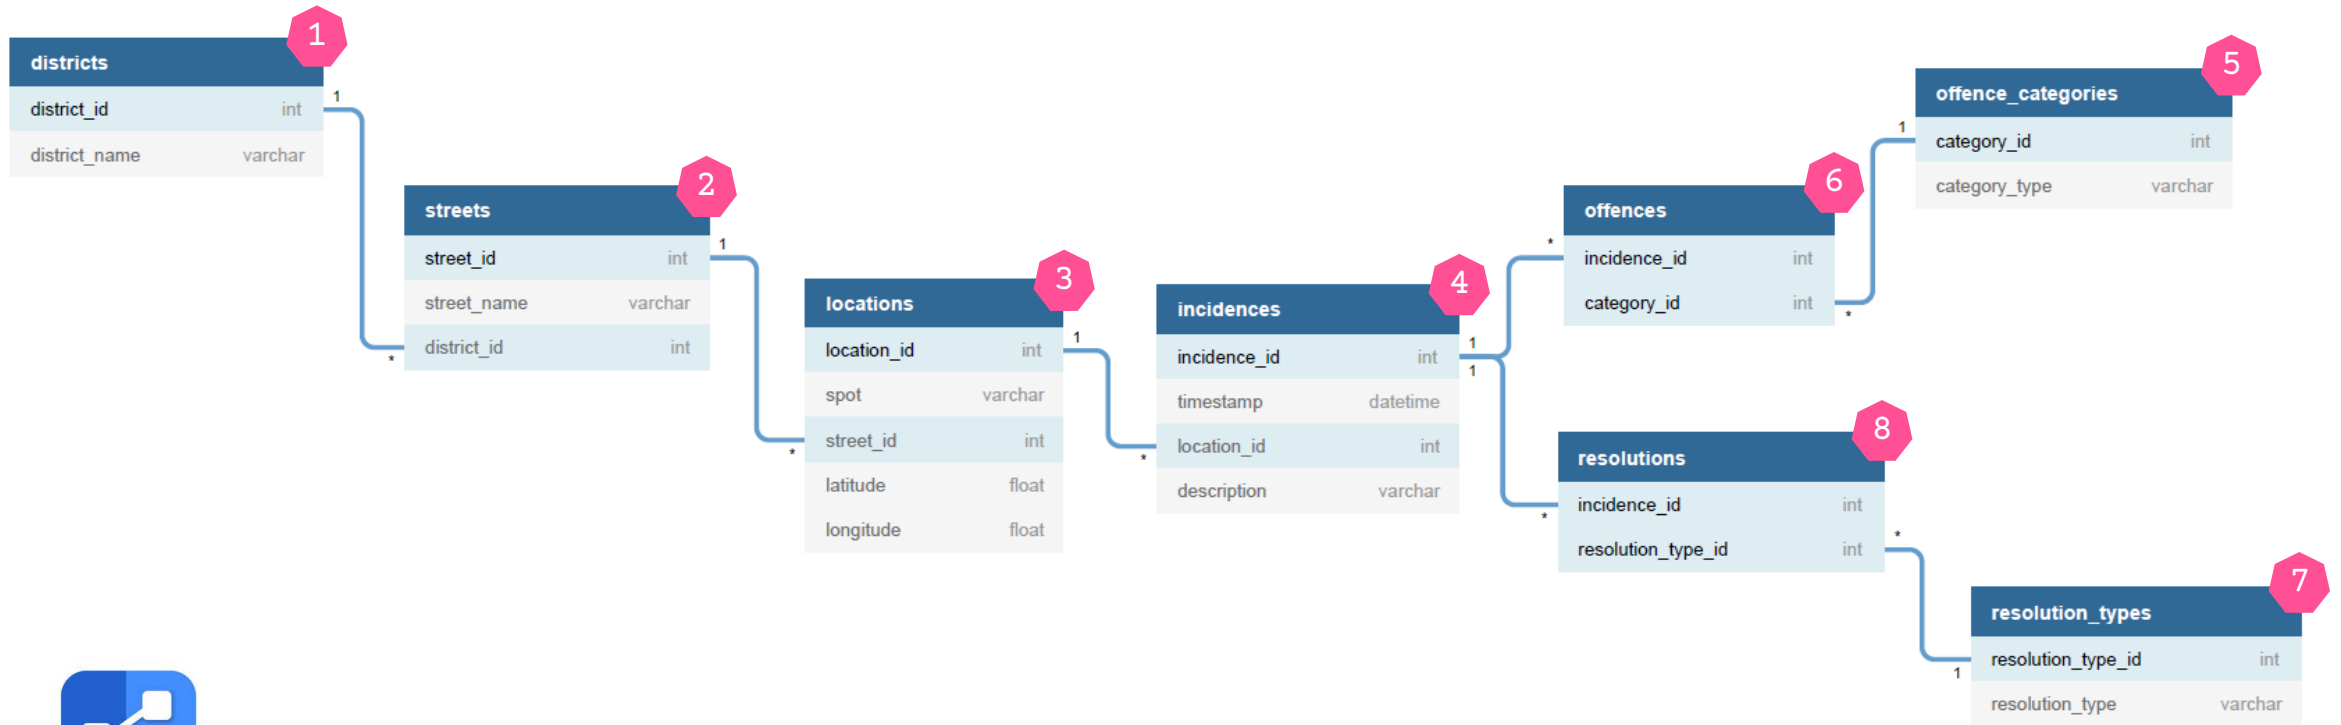 1
districts
district_id int
district_name varchar
1
*
2
streets
street_id int
street_name varchar
district_id int
1
*
3
locations
location_id int
spot varchar
street_id int
latitude float
longitude float
1
*
4
incidences
incidence_id int
timestamp datetime
location_id int
description varchar
1
1
*
*
5
offence_categories
category_id int
category_type varchar
1
*
6
offences
incidence_id int
category_id int
8
resolutions
incidence_id int
resolution_type_id int
*
1
7
resolution_types
resolution_type_id int
resolution_type varchar